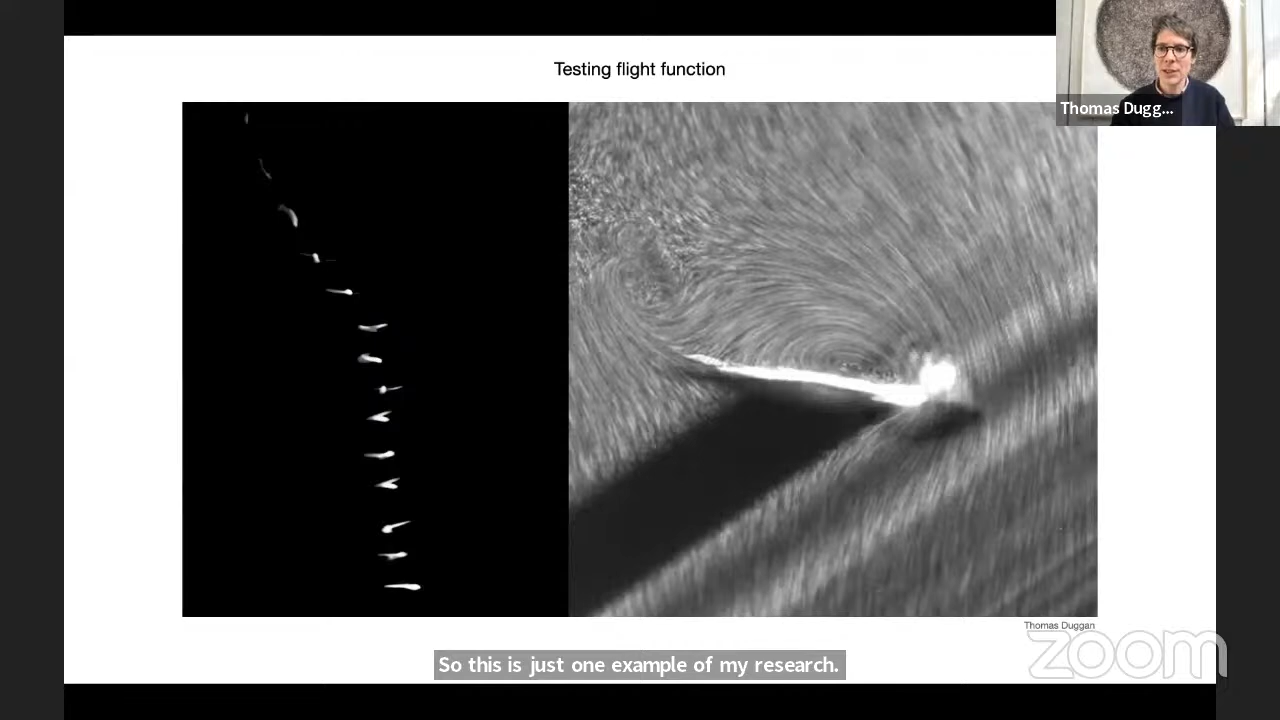 Testing flight function
Thomas Dugg...
Thomas Duggan
zoom
So this is just one example of my research.